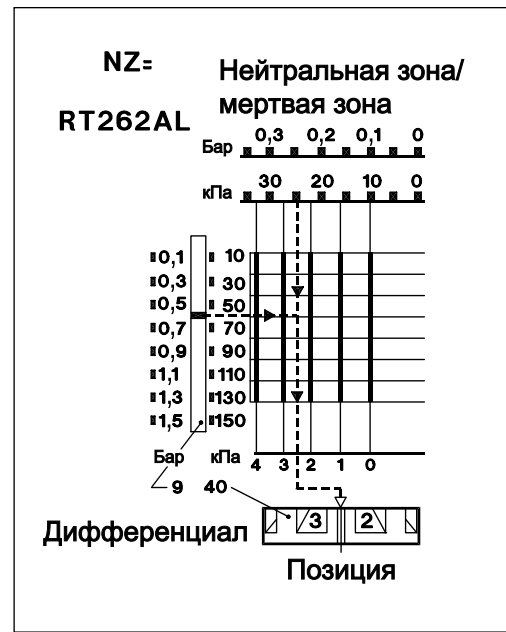 NZ=
Нейтральная зона/
мертвая зона
RT262AL
Бар 0,3 0,2 0,1 0
кПа 30 20 10 0
0,1 10
0,3 30
0,5 50
0,7 70
0,9 90
1,1 110
1,3 130
1,5 150
Бар кПа 4 3 2 1 0
9 40
3 2
Дифференциал
Позиция